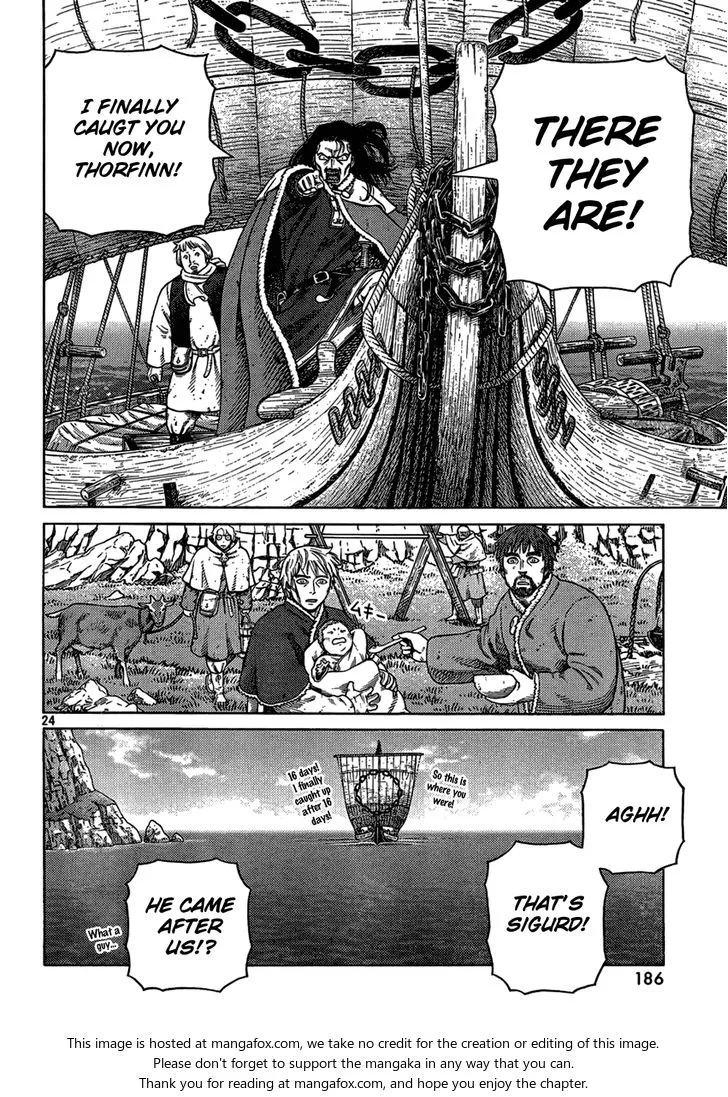 THERE
THEY
ARE!
I FINALLY
CAUGT YOU
NOW,
THORFINN!
ムキー
24
So this is
where you
were!
16 days!
I finally
caught up
after 16
days!
AGHH!
THAT'S
SIGURD!
HE CAME
AFTER
US!?
What a
guy...
186
This image is hosted at mangafox.com, we take no credit for the creation or editing of this image.
Please don't forget to support the mangaka in any way that you can.
Thank you for reading at mangafox.com, and hope you enjoy the chapter.